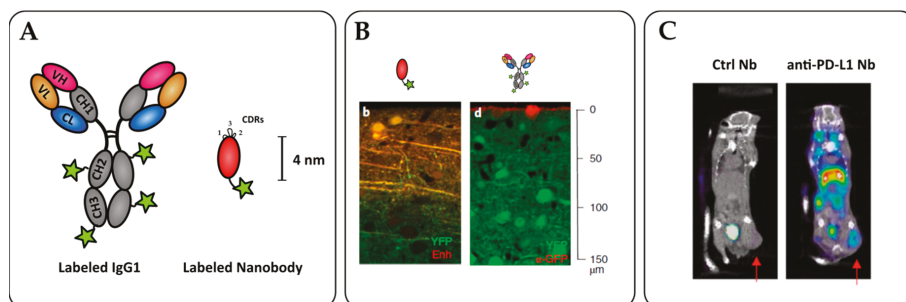 A
VH
VL
CH1
CL
CH2
CH3
CDRs
1
3
2
4 nm
Labeled IgG1
Labeled Nanobody
B
b
d
YFP
Enh
YFP
α-GFP
0
50
100
150
μm
C
Ctrl Nb
anti-PD-L1 Nb